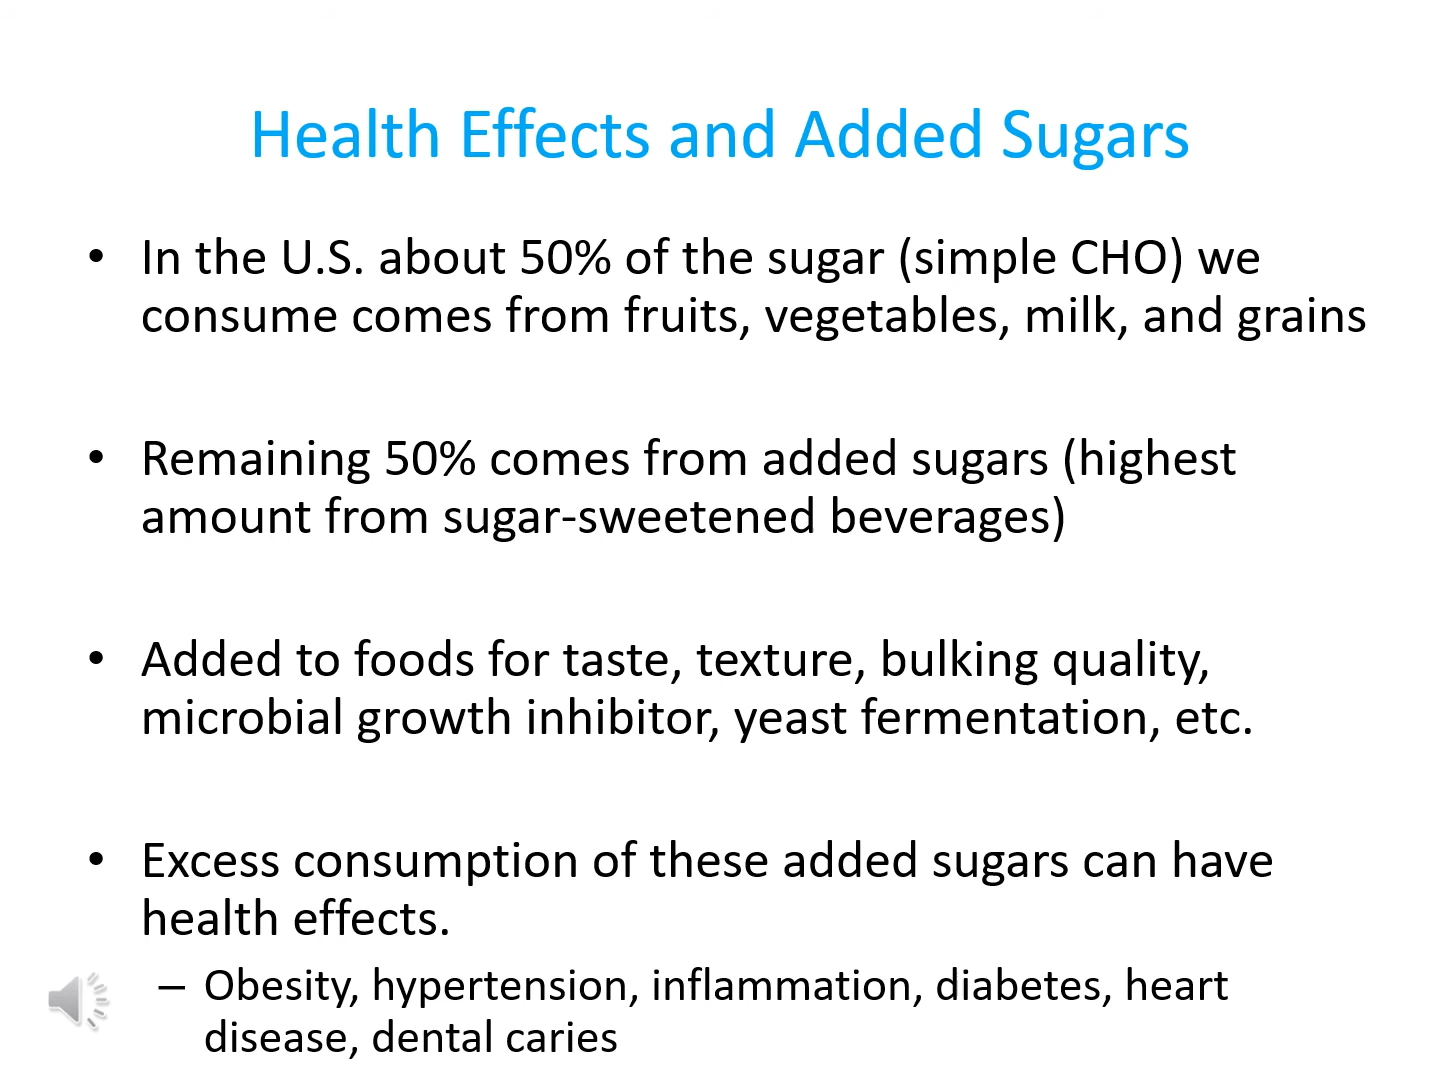 Health Effects and Added Sugars
• In the U.S. about 50% of the sugar (simple CHO) we
consume comes from fruits, vegetables, milk, and grains
• Remaining 50% comes from added sugars (highest
amount from sugar-sweetened beverages)
• Added to foods for taste, texture, bulking quality,
microbial growth inhibitor, yeast fermentation, etc.
• Excess consumption of these added sugars can have
health effects.
– Obesity, hypertension, inflammation, diabetes, heart
disease, dental caries